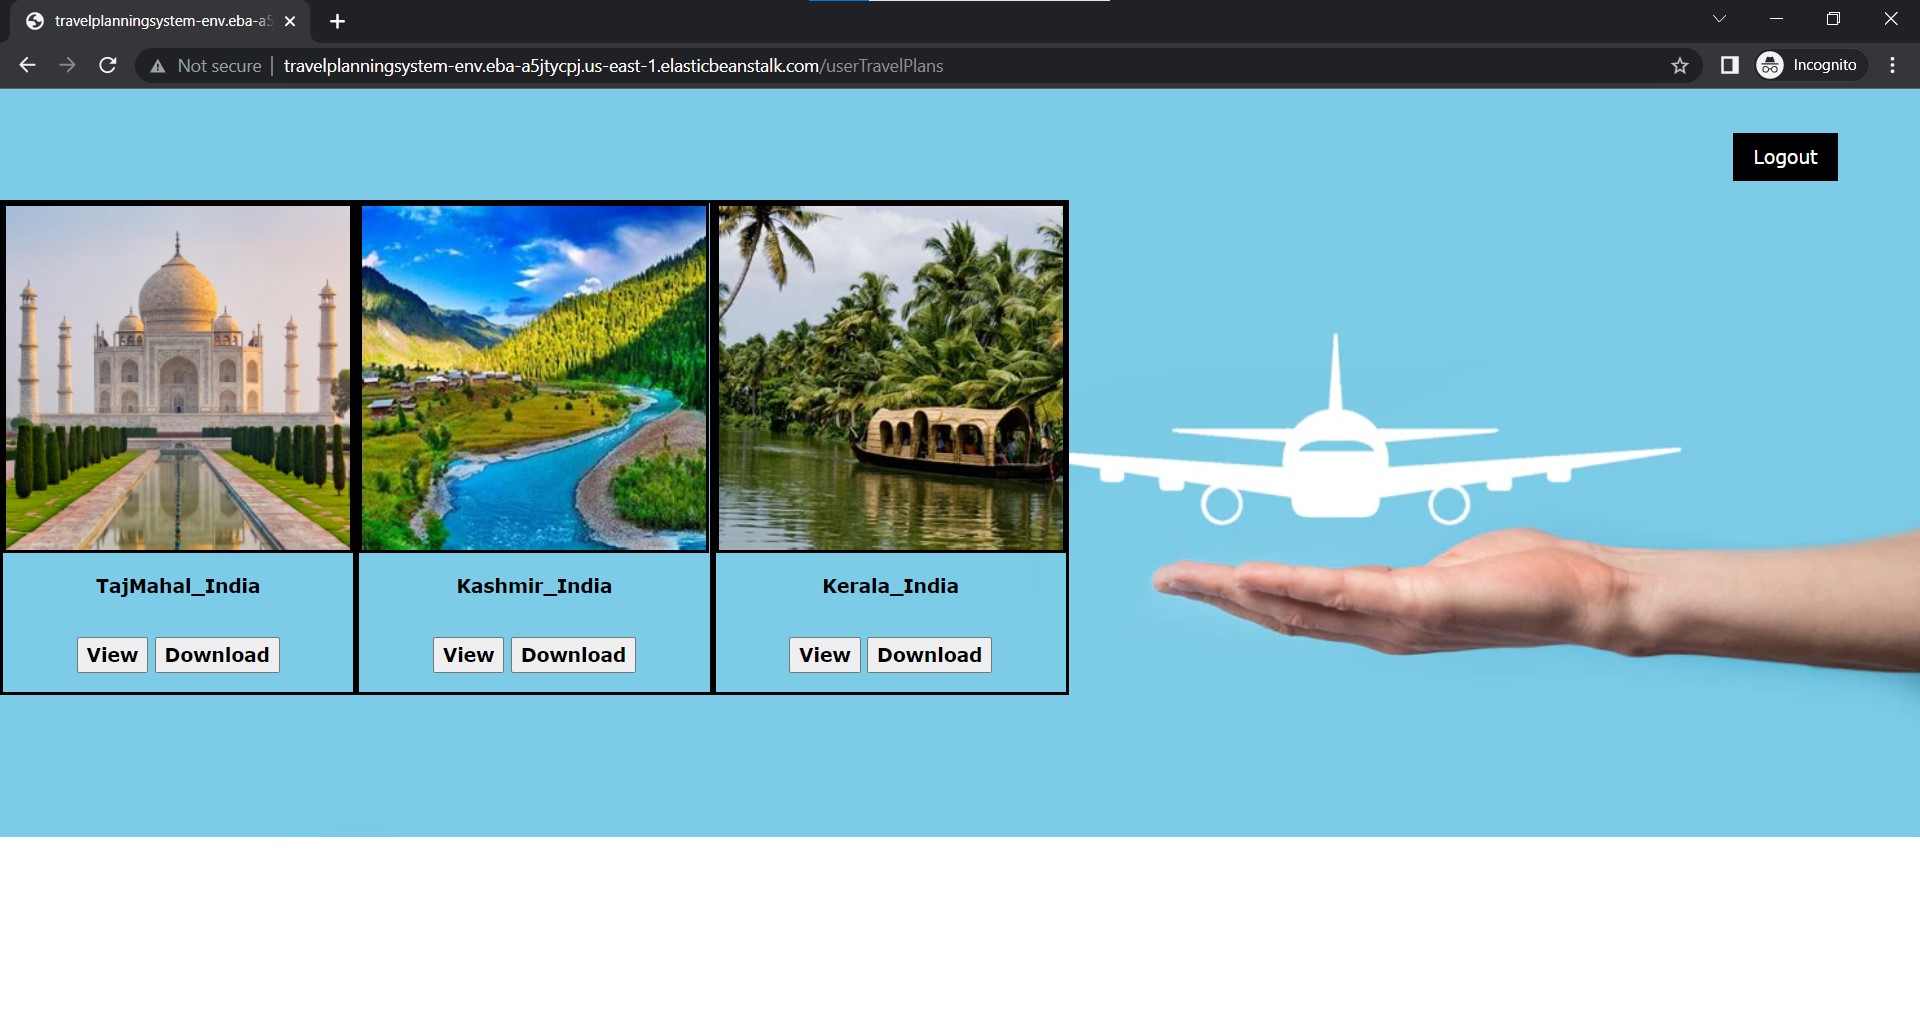 travelplanningsystem-env.eba-a5
Not secure
travelplanningsystem-env.eba-a5jtycpj.us-east-1.elasticbeanstalk.com/userTravelPlans
Incognito
Logout
TajMahal_India
Kashmir_India
Kerala_India
View Download
View Download
View Download